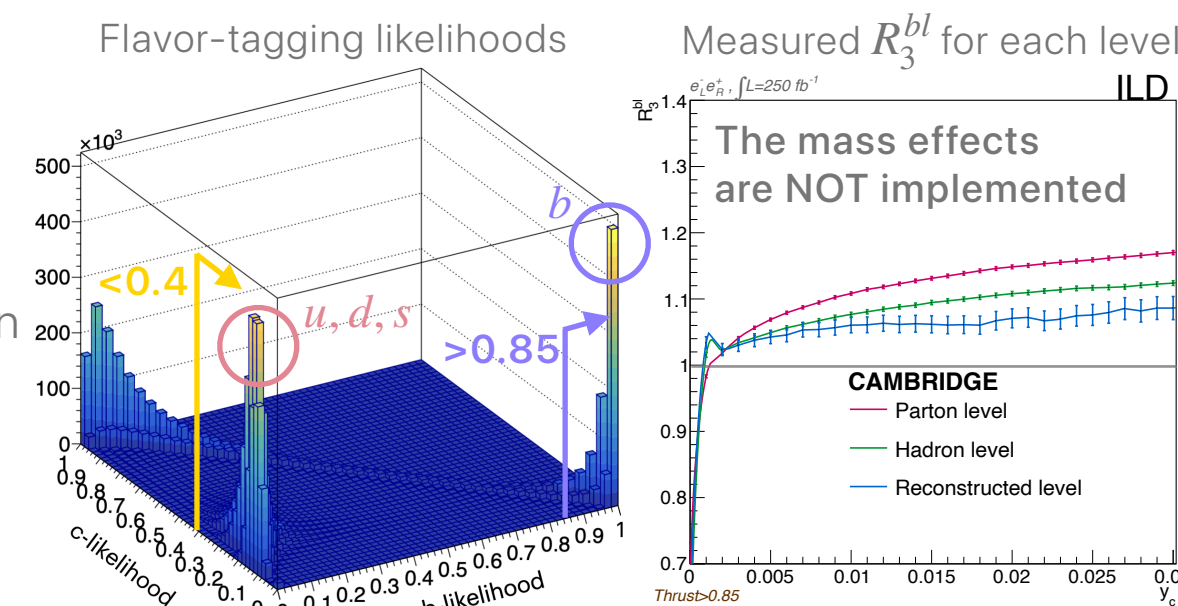 Flavor-tagging likelihoods
×10³
500
400
300
200
100
0
1
0.9
0.8
0.7
0.6
0.5
0.4
0.3
0.2
0.1
c-likelihood
0.1 0.2 0.3 0.4 0.5 0.6 0.7 0.8 0.9 1
b-likelihood
<0.4
u, d, s
>0.85
b
n
Measured R₃ᵇˡ for each level
e⁻L e⁺R , ∫L=250 fb⁻¹
ILD
R₃ᵇˡ
1.4
1.3
1.2
1.1
1
0.9
0.8
0.7
The mass effects
are NOT implemented
CAMBRIDGE
Parton level
Hadron level
Reconstructed level
0 0.005 0.01 0.015 0.02 0.025 0.0
y_c
Thrust>0.85